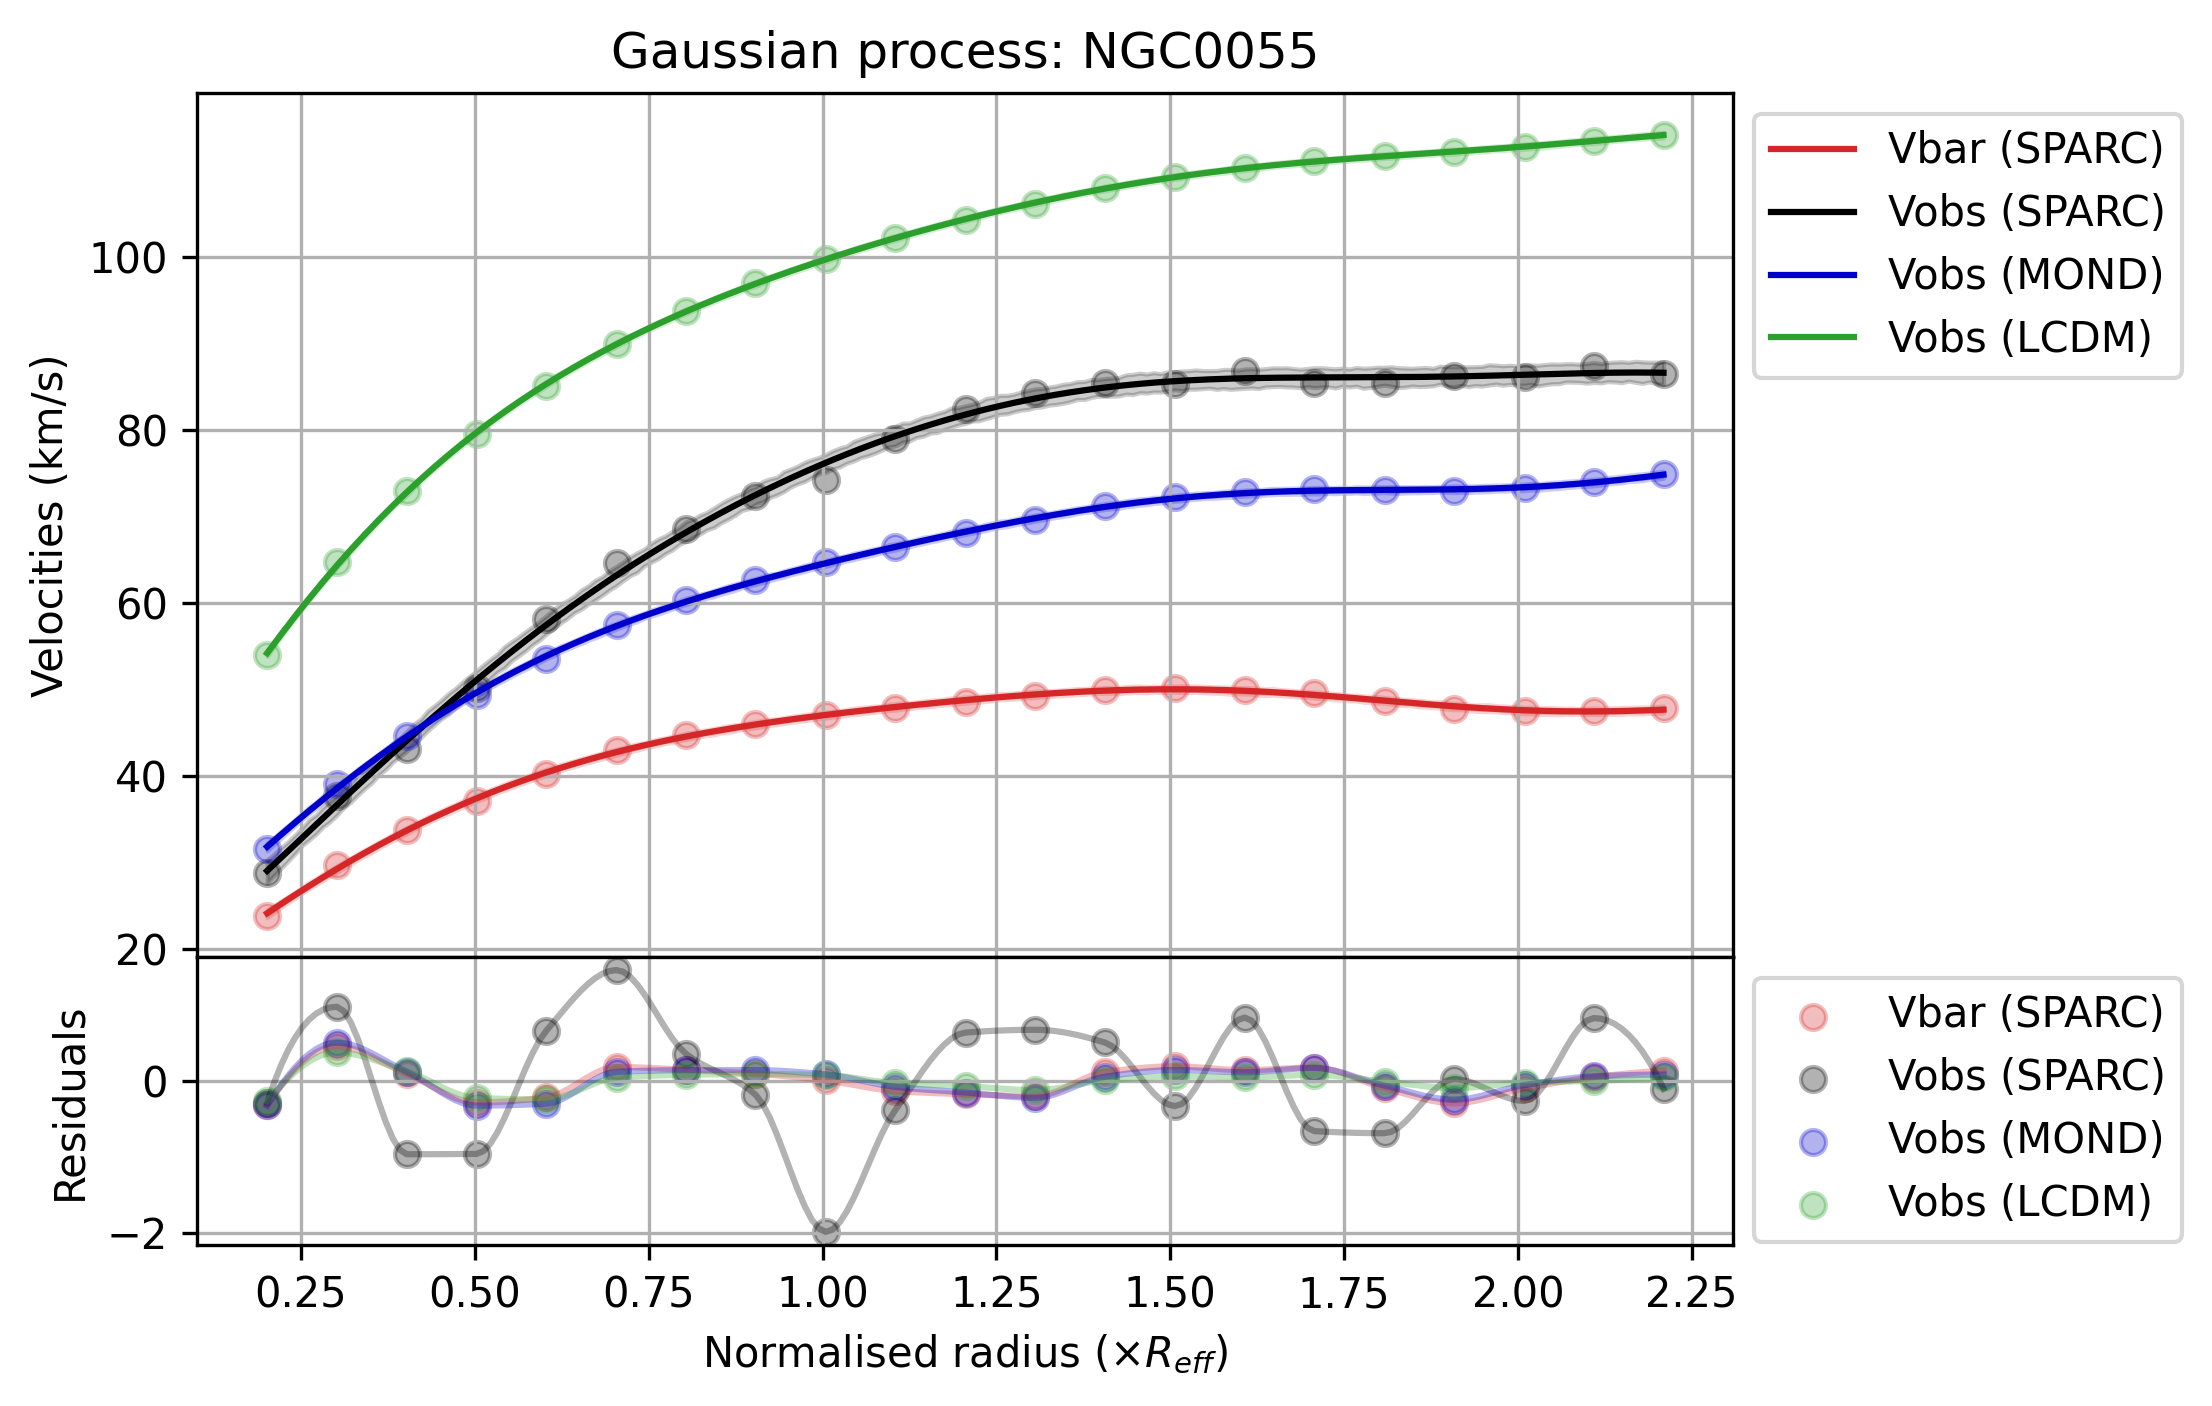 Gaussian process: NGC0055
Velocities (km/s)
100
80
60
40
20
Vbar (SPARC)
Vobs (SPARC)
Vobs (MOND)
Vobs (LCDM)
Residuals
0
−2
Vbar (SPARC)
Vobs (SPARC)
Vobs (MOND)
Vobs (LCDM)
0.25 0.50 0.75 1.00 1.25 1.50 1.75 2.00 2.25
Normalised radius (×R_eff)